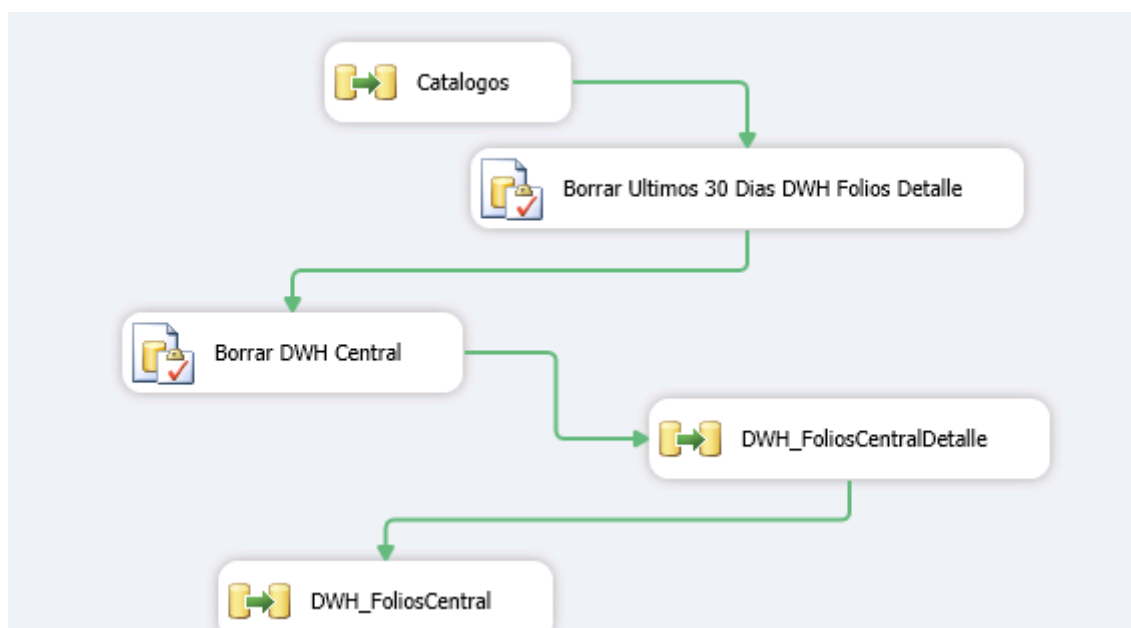 Catalogos
Borrar Ultimos 30 Dias DWH Folios Detalle
Borrar DWH Central
DWH_FoliosCentralDetalle
DWH_FoliosCentral